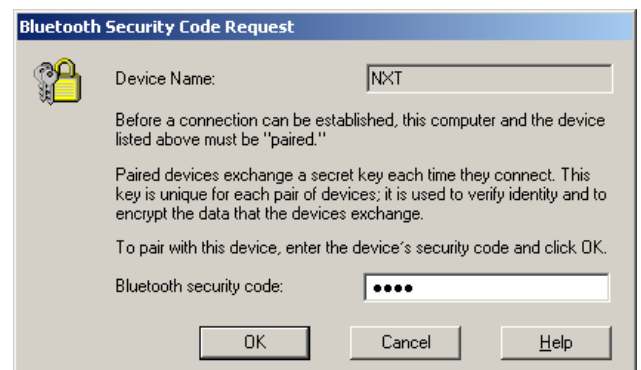 Bluetooth Security Code Request
Device Name: NXT
Before a connection can be established, this computer and the device
listed above must be "paired."
Paired devices exchange a secret key each time they connect. This
key is unique for each pair of devices; it is used to verify identity and to
encrypt the data that the devices exchange.
To pair with this device, enter the device´s security code and click OK.
Bluetooth security code: ●●●●
OK Cancel Help